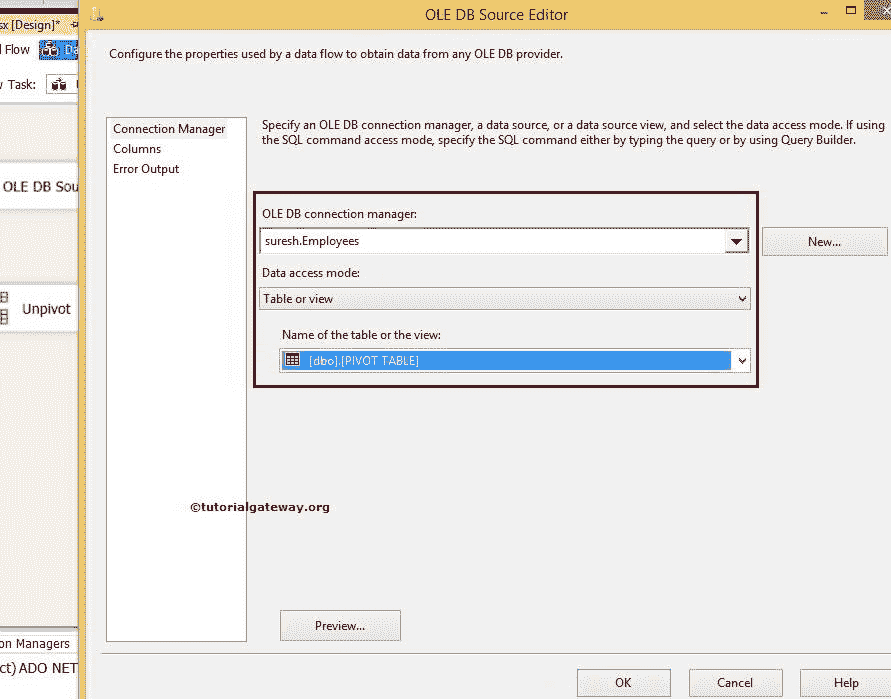 OLE DB Source Editor
sx [Design]*
Flow
Task:
OLE DB Sou
Unpivot
on Managers
ct) ADO NET
Configure the properties used by a data flow to obtain data from any OLE DB provider.
Connection Manager
Columns
Error Output
Specify an OLE DB connection manager, a data source, or a data source view, and select the data access mode. If using
the SQL command access mode, specify the SQL command either by typing the query or by using Query Builder.
OLE DB connection manager:
suresh.Employees
New...
Data access mode:
Table or view
Name of the table or the view:
[dbo].[PIVOT TABLE]
©tutorialgateway.org
Preview...
OK
Cancel
Help